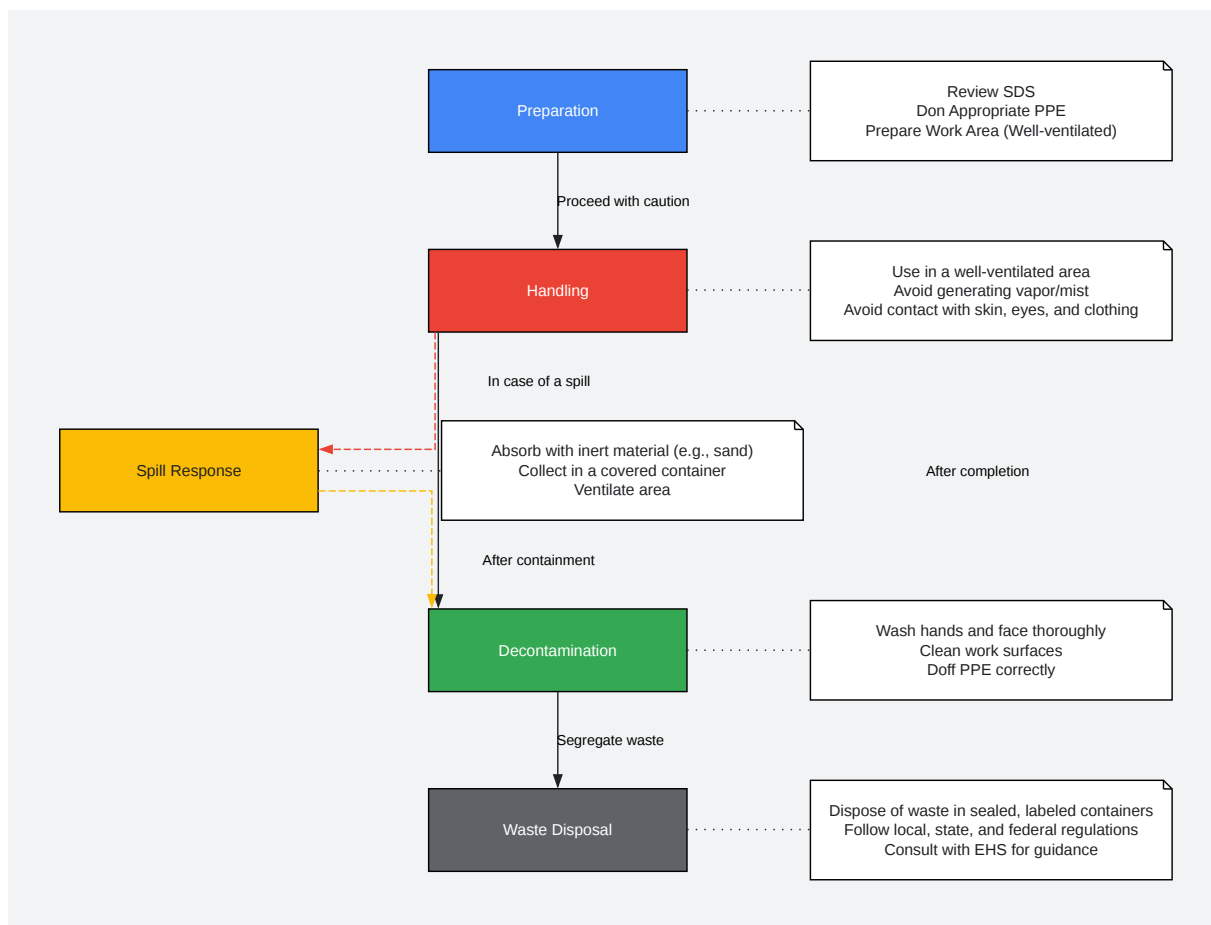 Preparation
Review SDS
Don Appropriate PPE
Prepare Work Area (Well-ventilated)
Proceed with caution
Handling
Use in a well-ventilated area
Avoid generating vapor/mist
Avoid contact with skin, eyes, and clothing
In case of a spill
Spill Response
Absorb with inert material (e.g., sand)
Collect in a covered container
Ventilate area
After completion
After containment
Decontamination
Wash hands and face thoroughly
Clean work surfaces
Doff PPE correctly
Segregate waste
Waste Disposal
Dispose of waste in sealed, labeled containers
Follow local, state, and federal regulations
Consult with EHS for guidance